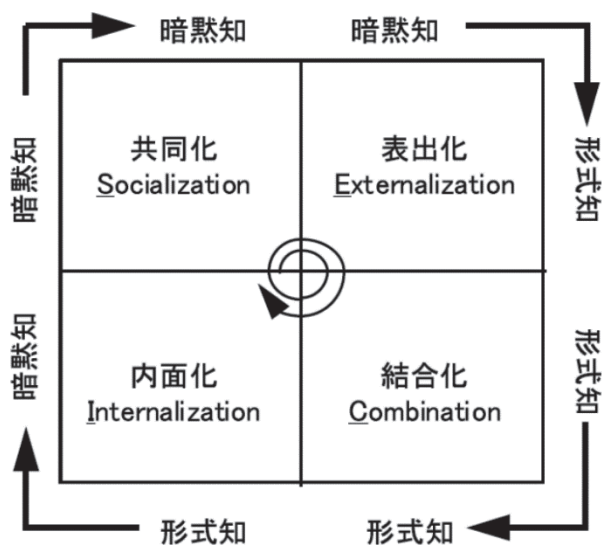 暗黙知
暗黙知
暗黙知
共同化
Socialization
表出化
Externalization
形式知
暗黙知
内面化
Internalization
結合化
Combination
形式知
形式知
形式知